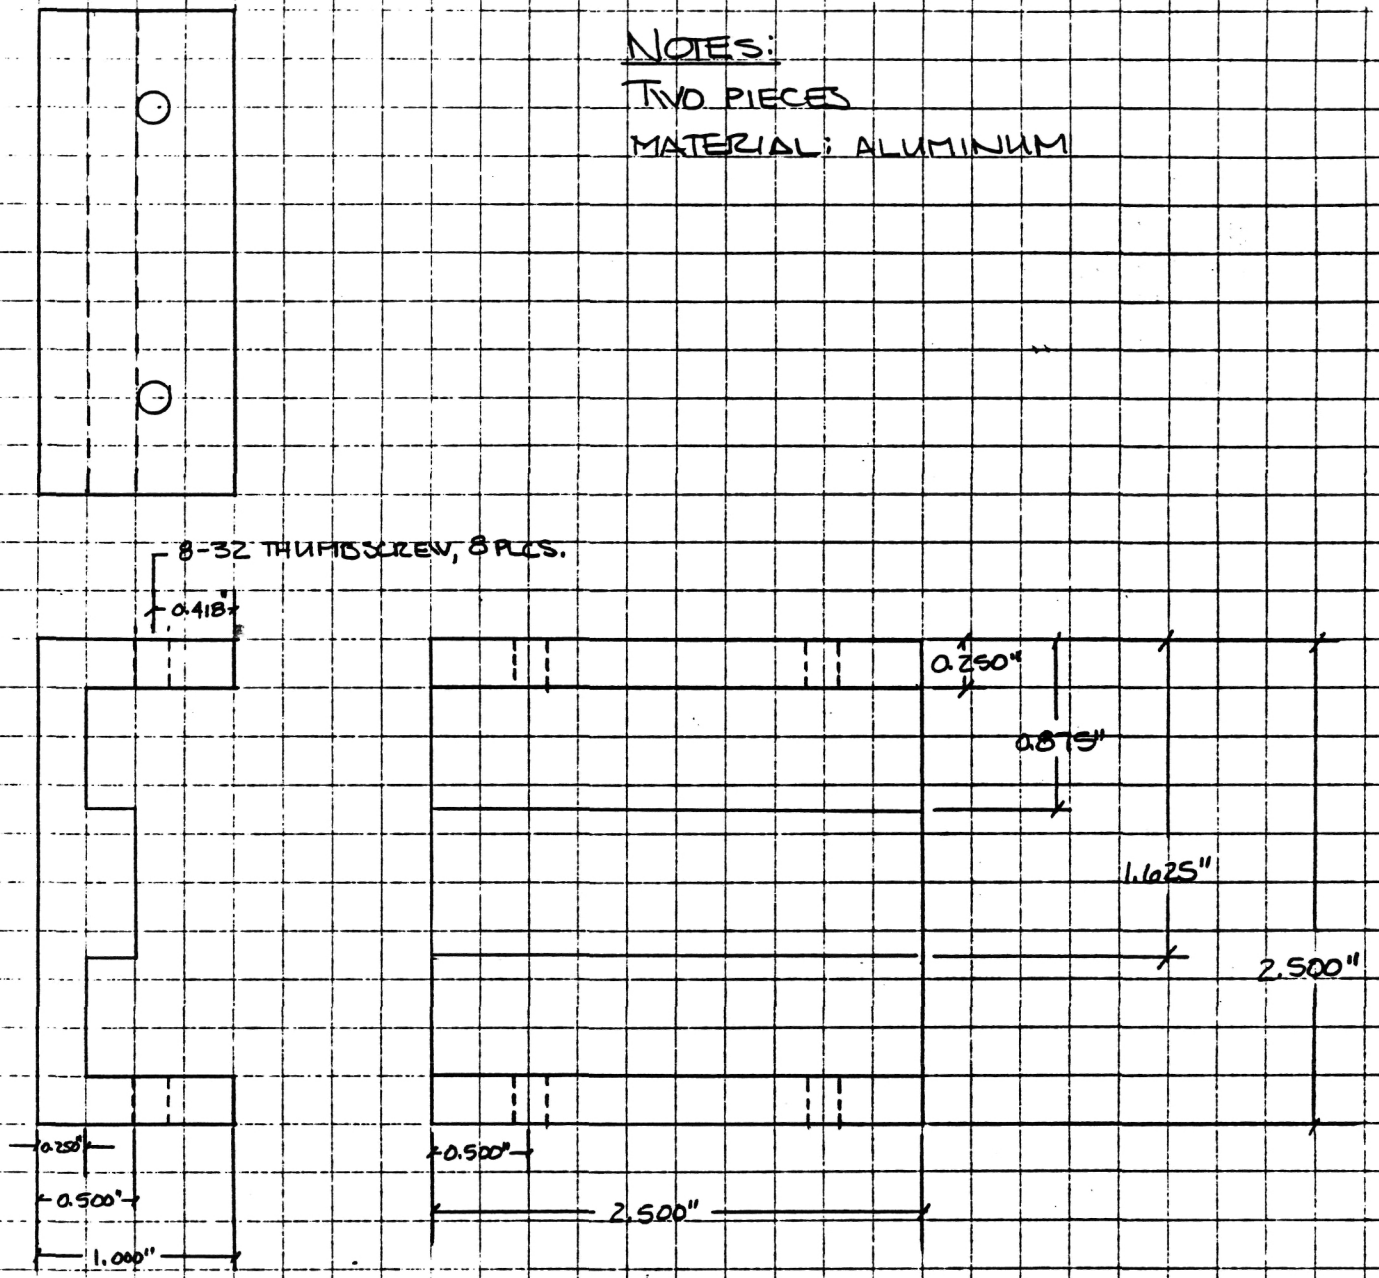 NOTES:
TWO PIECES
MATERIAL: ALUMINUM
8-32 THUMBSCREW, 8 PLCS.
0.418"
0.250"
0.875"
1.625"
2.500"
0.250"
0.500"
0.500"
2.500"
1.000"